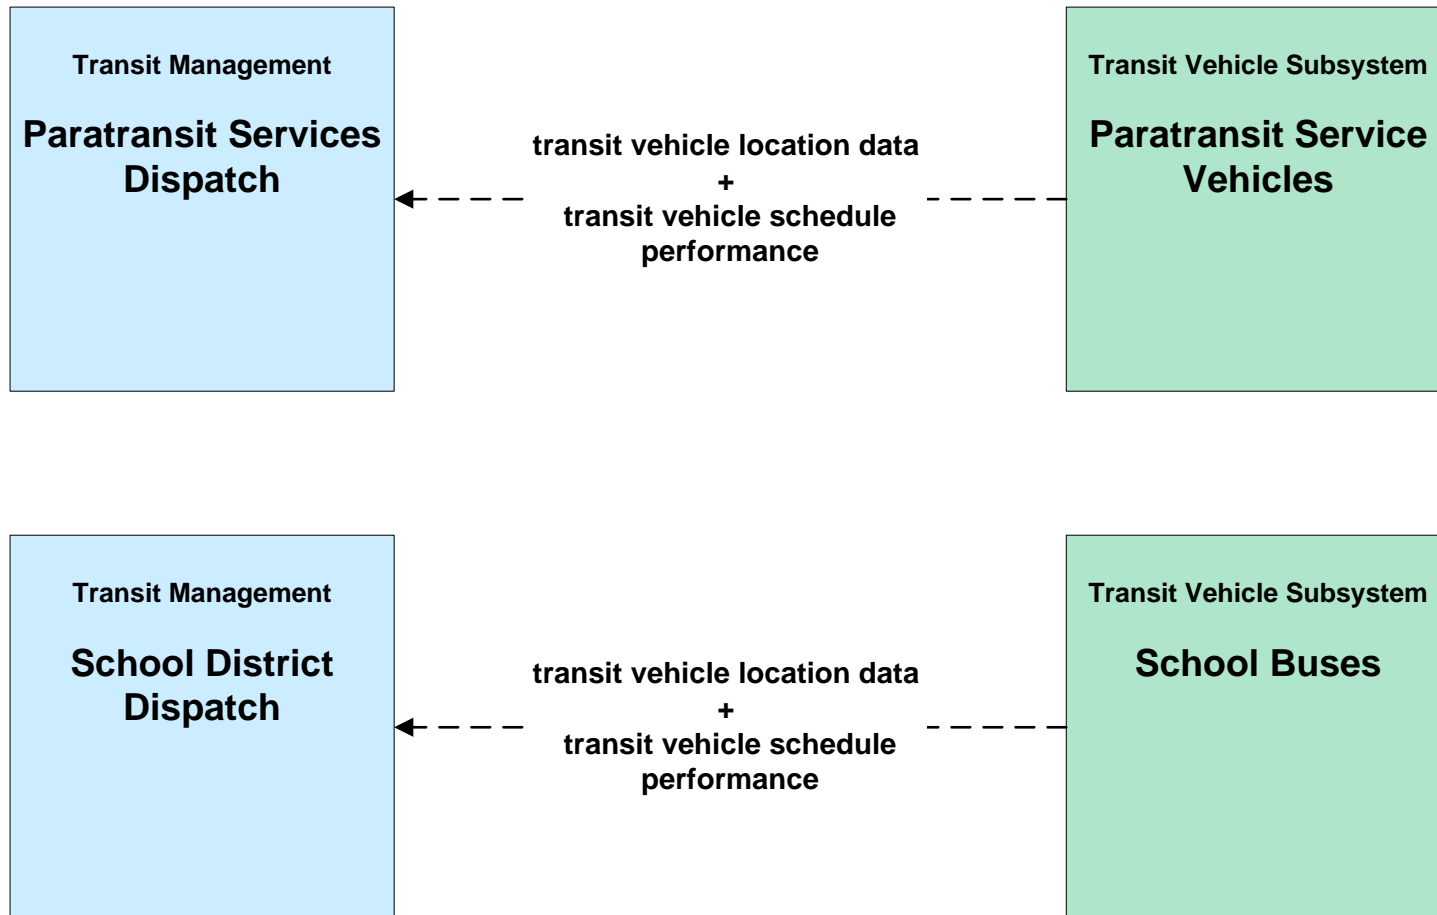 Transit Management
Paratransit Services
Dispatch
transit vehicle location data
+
transit vehicle schedule
performance
Transit Vehicle Subsystem
Paratransit Service
Vehicles
Transit Management
School District
Dispatch
transit vehicle location data
+
transit vehicle schedule
performance
Transit Vehicle Subsystem
School Buses